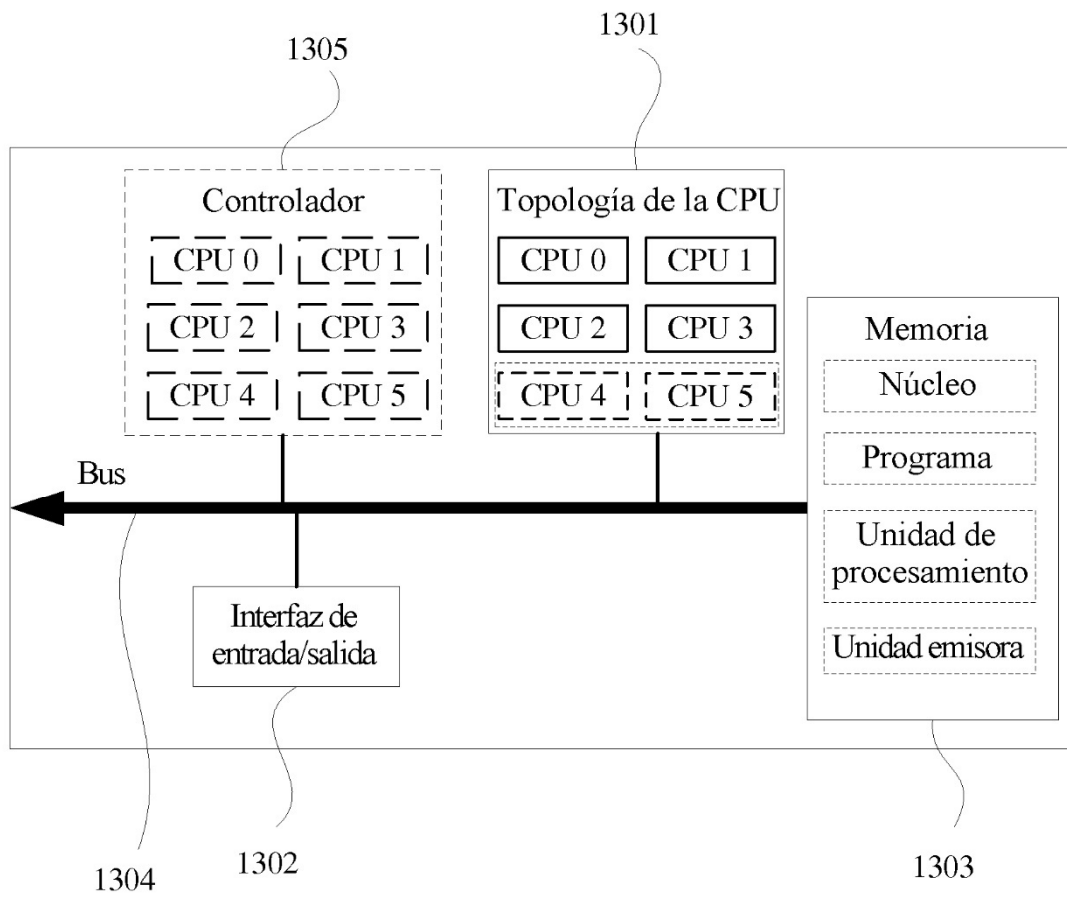 1305
1301
Controlador
CPU 0
CPU 1
CPU 2
CPU 3
CPU 4
CPU 5
Topología de la CPU
CPU 0
CPU 1
CPU 2
CPU 3
CPU 4
CPU 5
Memoria
Núcleo
Programa
Unidad de
procesamiento
Unidad emisora
Bus
Interfaz de
entrada/salida
1304
1302
1303